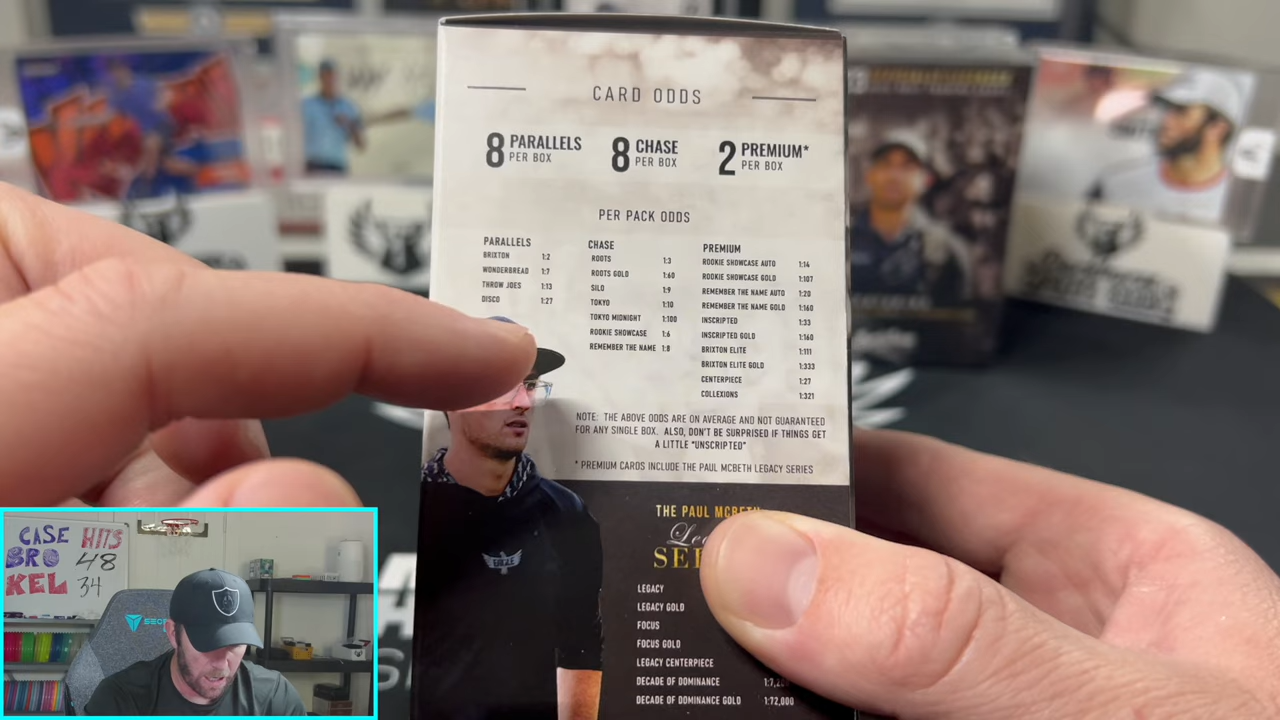 CARD ODDS
8 PARALLELS PER BOX
8 CHASE PER BOX
2 PREMIUM* PER BOX
PER PACK ODDS
PARALLELS
BRIXTON 1:2
WONDERBREAD 1:7
THROW JOES 1:13
DISCO 1:27
CHASE
ROOTS 1:3
ROOTS GOLD 1:60
SILO 1:9
TOKYO 1:10
TOKYO MIDNIGHT 1:100
ROOKIE SHOWCASE 1:6
REMEMBER THE NAME 1:8
PREMIUM
ROOKIE SHOWCASE AUTO 1:14
ROOKIE SHOWCASE GOLD 1:107
REMEMBER THE NAME AUTO 1:20
REMEMBER THE NAME GOLD 1:160
INSCRIPTED 1:33
INSCRIPTED GOLD 1:160
BRIXTON ELITE 1:111
BRIXTON ELITE GOLD 1:333
CENTERPIECE 1:27
COLLEXIONS 1:321
NOTE: THE ABOVE ODDS ARE ON AVERAGE AND NOT GUARANTEED
FOR ANY SINGLE BOX. ALSO, DON'T BE SURPRISED IF THINGS GET
A LITTLE "UNSCRIPTED"
* PREMIUM CARDS INCLUDE THE PAUL MCBETH LEGACY SERIES
THE PAUL MCBETH
LEGACY
LEGACY GOLD
FOCUS
FOCUS GOLD
LEGACY CENTERPIECE
DECADE OF DOMINANCE
DECADE OF DOMINANCE GOLD 1:72,000
EAGLE
CASE HITS
BRO 48
KEL 34